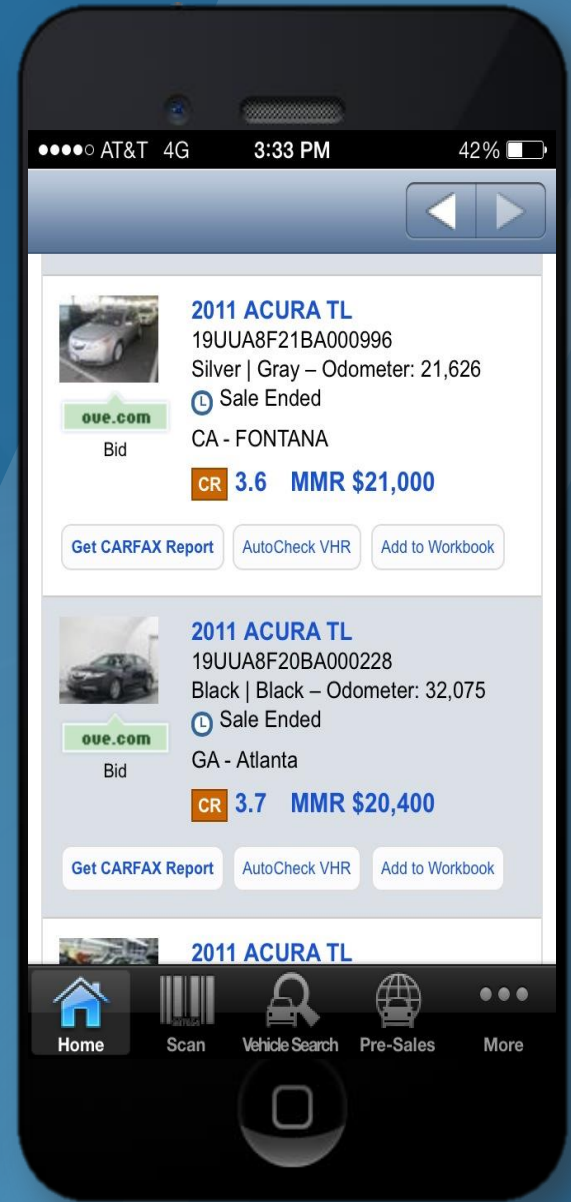 ●●●●○ AT&T 4G 3:33 PM 42%
2011 ACURA TL
19UUA8F21BA000996
Silver | Gray – Odometer: 21,626
Sale Ended
ove.com
CA - FONTANA
Bid
CR 3.6 MMR $21,000
Get CARFAX Report AutoCheck VHR Add to Workbook
2011 ACURA TL
19UUA8F20BA000228
Black | Black – Odometer: 32,075
Sale Ended
ove.com
GA - Atlanta
Bid
CR 3.7 MMR $20,400
Get CARFAX Report AutoCheck VHR Add to Workbook
2011 ACURA TL
Home Scan Vehicle Search Pre-Sales More